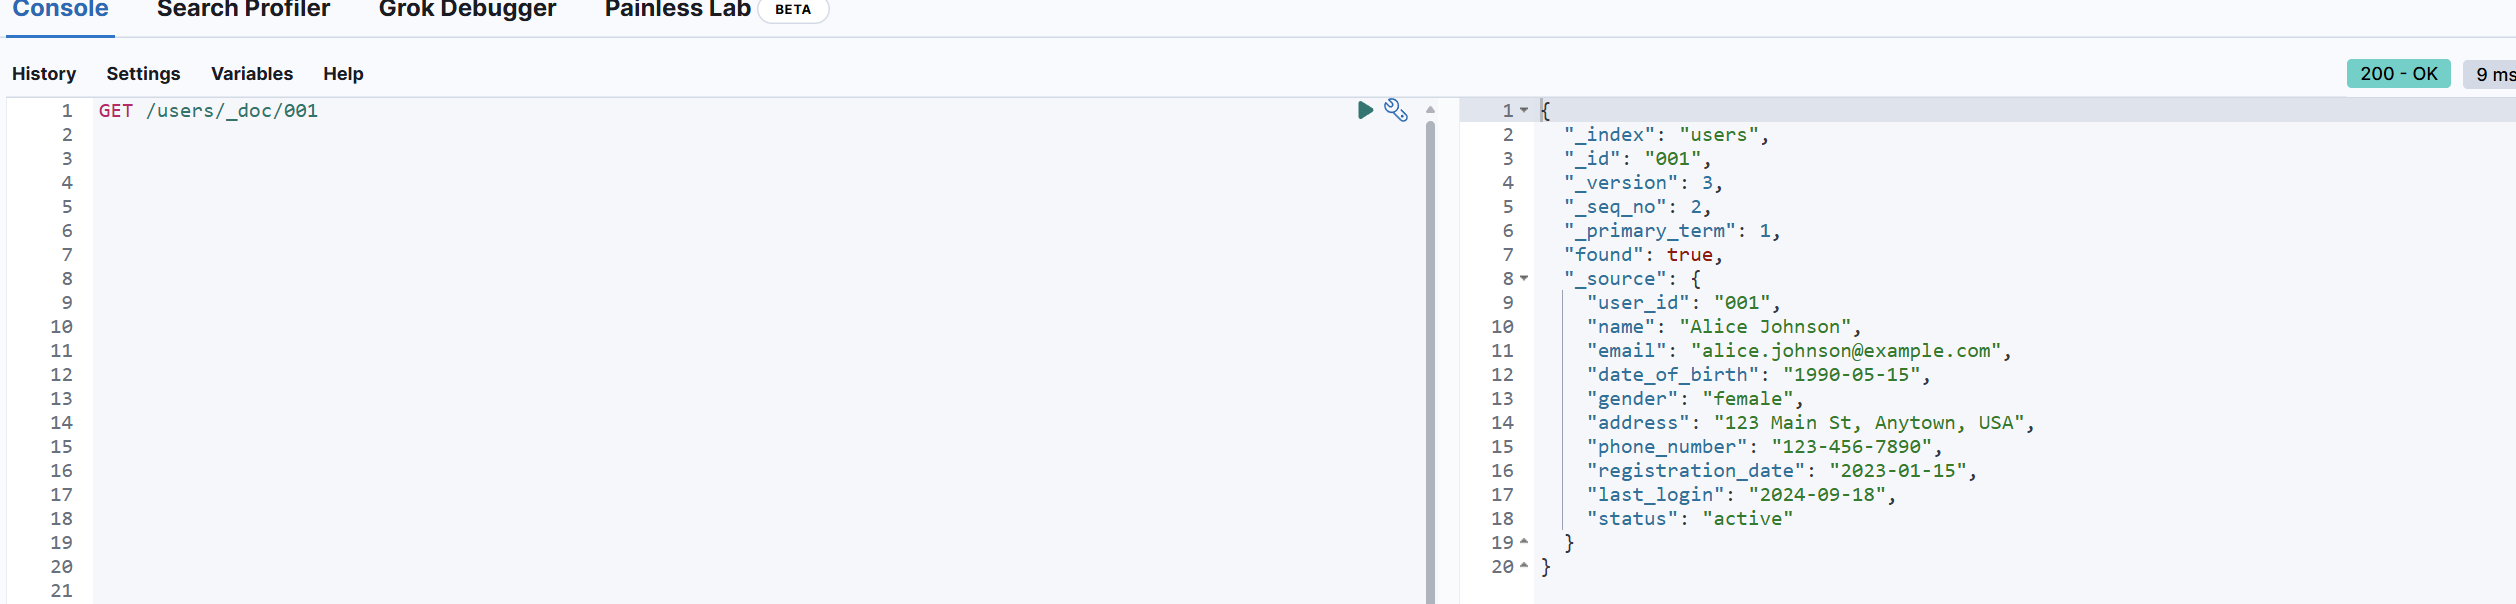 Console Search Profiler Grok Debugger Painless Lab BETA
History Settings Variables Help 200 - OK 9 ms
1 GET /users/_doc/001
2
3
4
5
6
7
8
9
10
11
12
13
14
15
16
17
18
19
20
21
1 {
2 "_index": "users",
3 "_id": "001",
4 "_version": 3,
5 "_seq_no": 2,
6 "_primary_term": 1,
7 "found": true,
8 "_source": {
9 "user_id": "001",
10 "name": "Alice Johnson",
11 "email": "alice.johnson@example.com",
12 "date_of_birth": "1990-05-15",
13 "gender": "female",
14 "address": "123 Main St, Anytown, USA",
15 "phone_number": "123-456-7890",
16 "registration_date": "2023-01-15",
17 "last_login": "2024-09-18",
18 "status": "active"
19 }
20 }